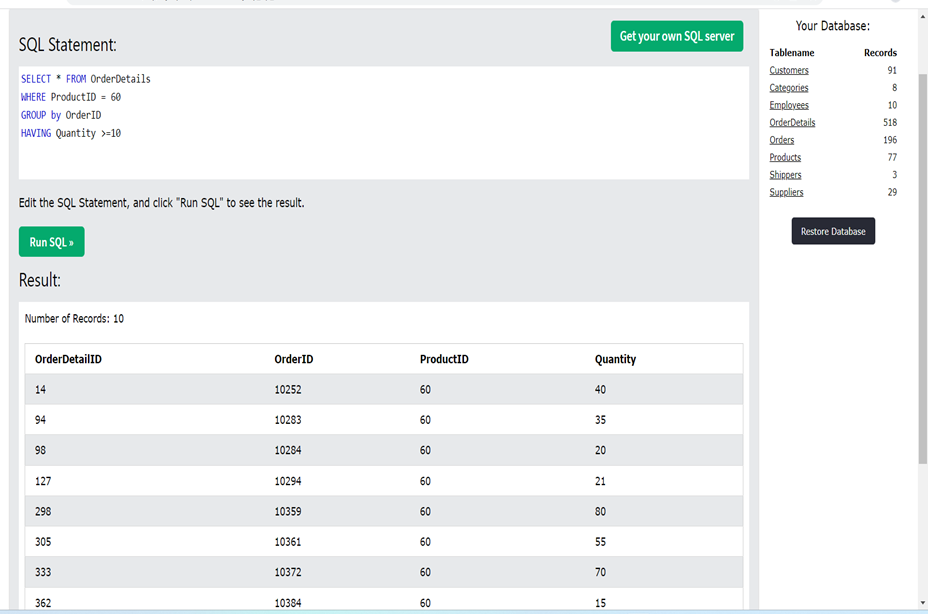 SQL Statement:
Get your own SQL server
SELECT * FROM OrderDetails
WHERE ProductID = 60
GROUP by OrderID
HAVING Quantity >=10
Edit the SQL Statement, and click "Run SQL" to see the result.
Run SQL »
Result:
Number of Records: 10
OrderDetailID OrderID ProductID Quantity
14 10252 60 40
94 10283 60 35
98 10284 60 20
127 10294 60 21
298 10359 60 80
305 10361 60 55
333 10372 60 70
362 10384 60 15
Your Database:
Tablename Records
Customers 91
Categories 8
Employees 10
OrderDetails 518
Orders 196
Products 77
Shippers 3
Suppliers 29
Restore Database